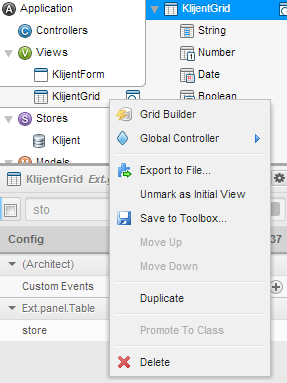 Application
Controllers
Views
KlijentForm
KlijentGrid
Stores
Klijent
Models
KlijentGrid
String
Number
Date
Boolean
Grid Builder
Global Controller
Export to File...
Unmark as Initial View
Save to Toolbox...
Move Up
Move Down
Duplicate
Promote To Class
Delete
KlijentGrid Ext.
sto
Config
37
(Architect)
Custom Events
Ext.panel.Table
store